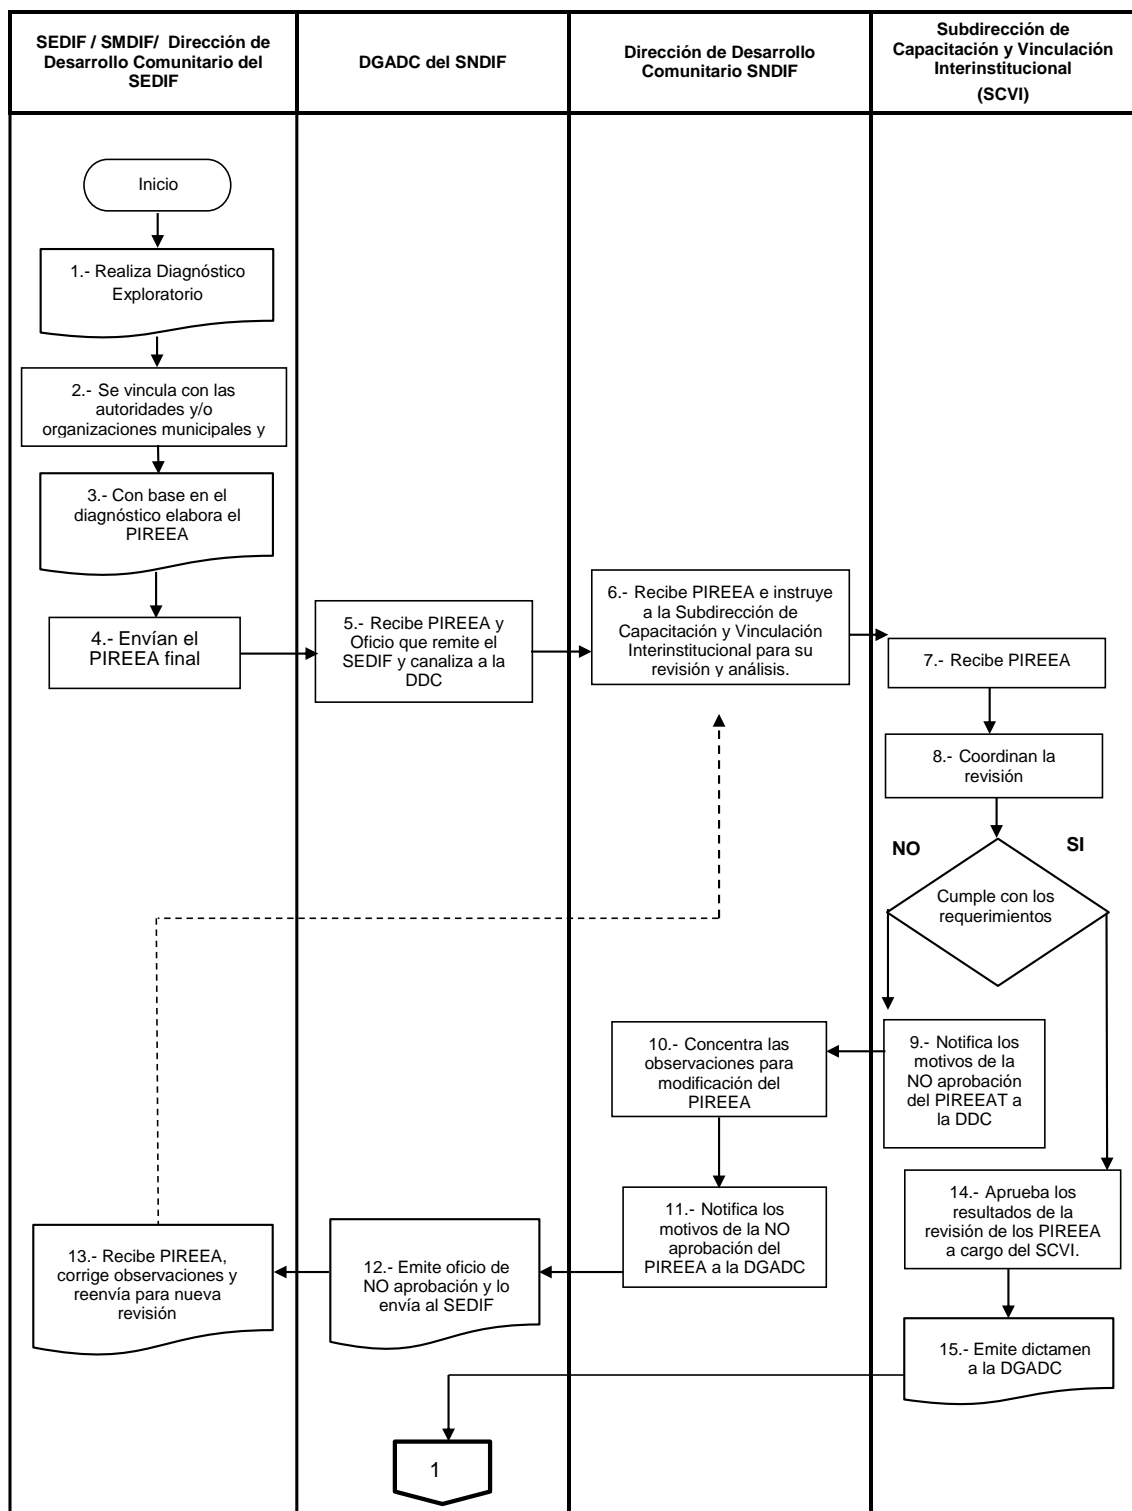 SEDIF / SMDIF/ Dirección de
Desarrollo Comunitario del
SEDIF
DGADC del SNDIF
Dirección de Desarrollo
Comunitario SNDIF
Subdirección de
Capacitación y Vinculación
Interinstitucional
(SCVI)
Inicio
1.- Realiza Diagnóstico
Exploratorio
2.- Se vincula con las
autoridades y/o
organizaciones municipales y
3.- Con base en el
diagnóstico elabora el
PIREEA
4.- Envían el
PIREEA final
5.- Recibe PIREEA y
Oficio que remite el
SEDIF y canaliza a la
DDC
6.- Recibe PIREEA e instruye
a la Subdirección de
Capacitación y Vinculación
Interinstitucional para su
revisión y análisis.
7.- Recibe PIREEA
8.- Coordinan la
revisión
NO
SI
Cumple con los
requerimientos
9.- Notifica los
motivos de la
NO aprobación
del PIREEAT a
la DDC
10.- Concentra las
observaciones para
modificación del
PIREEA
11.- Notifica los
motivos de la NO
aprobación del
PIREEA a la DGADC
12.- Emite oficio de
NO aprobación y lo
envía al SEDIF
13.- Recibe PIREEA,
corrige observaciones y
reenvía para nueva
revisión
14.- Aprueba los
resultados de la
revisión de los PIREEA
a cargo del SCVI.
15.- Emite dictamen
a la DGADC
1